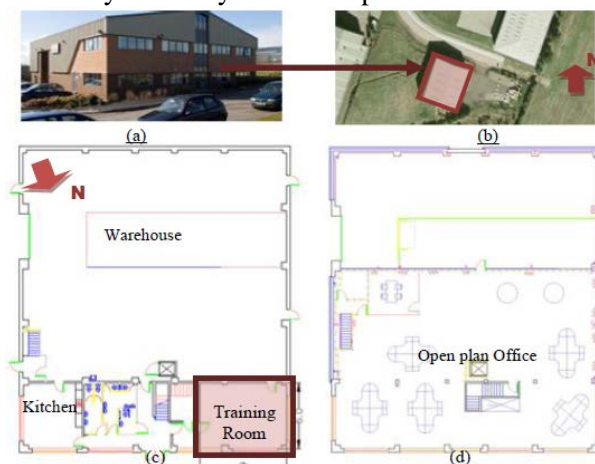 (a)
(b)
N
N
Warehouse
Kitchen
Training
Room
(c)
Open plan Office
(d)